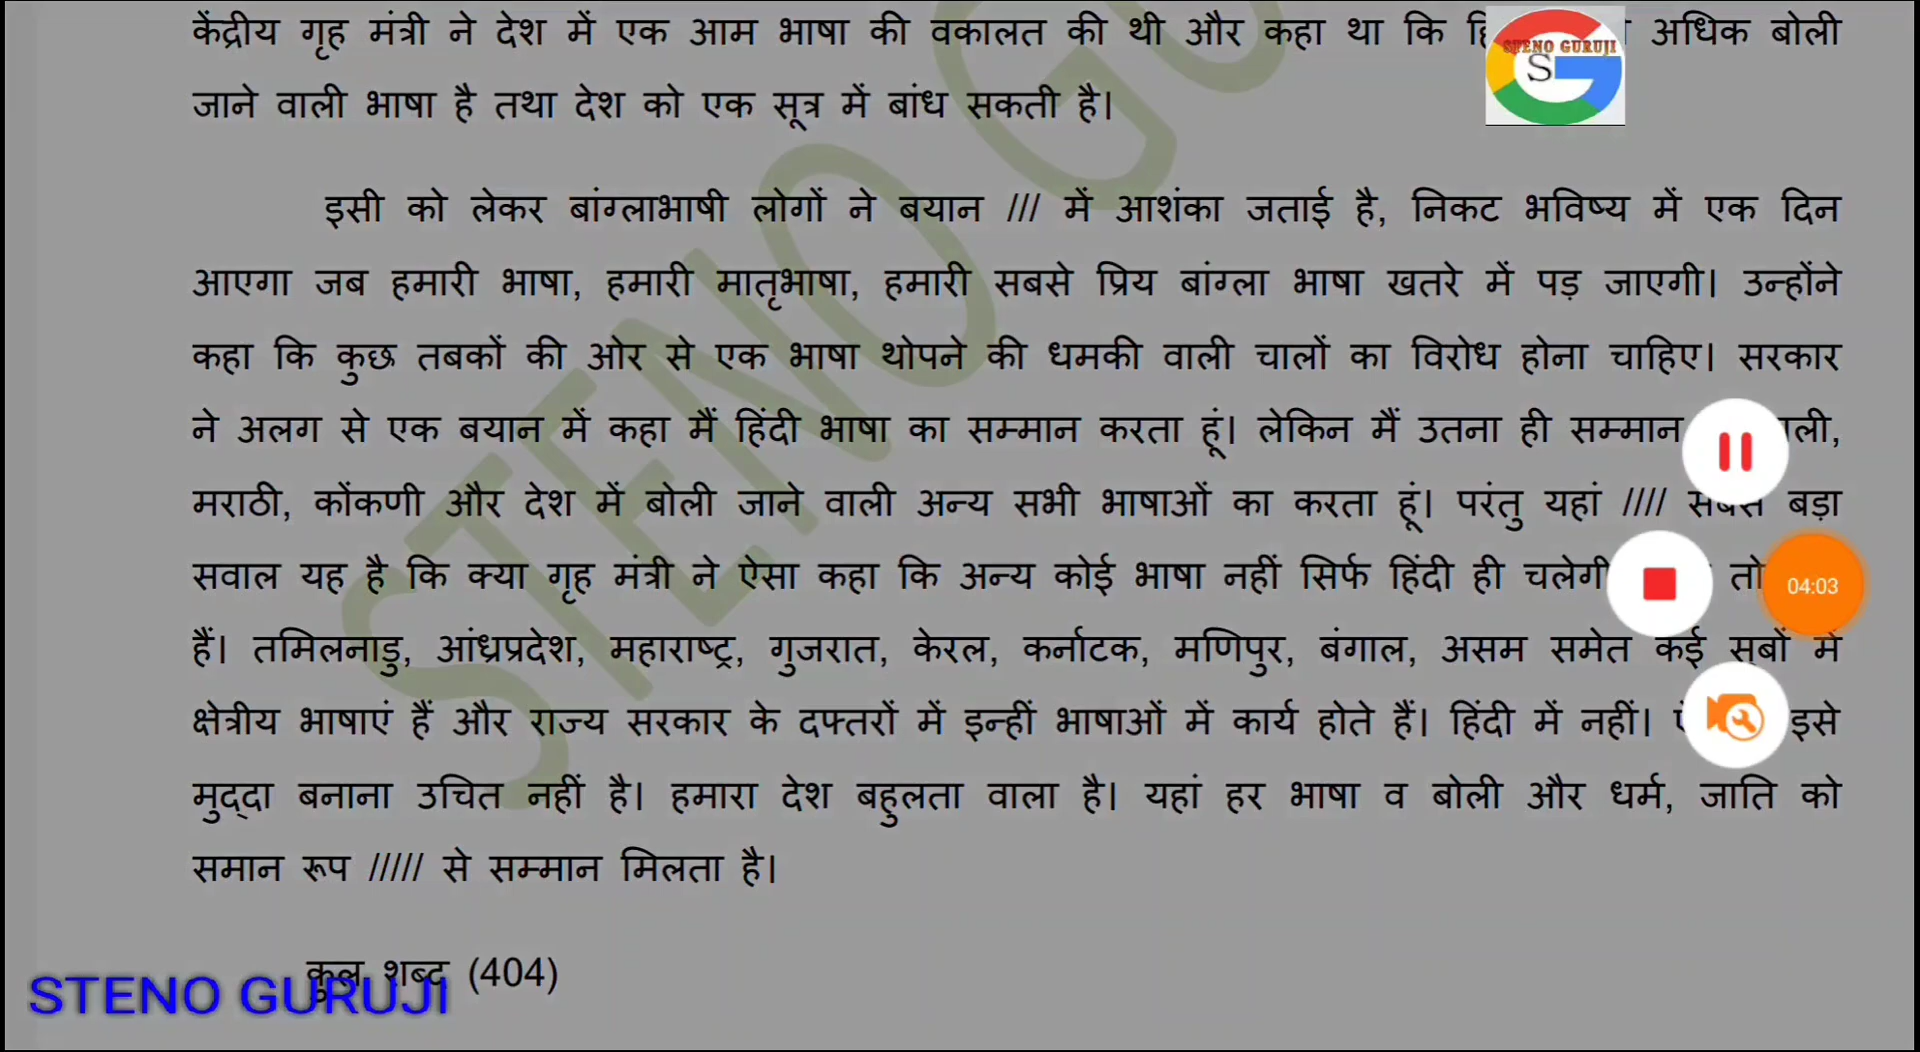 केंद्रीय गृह मंत्री ने देश में एक आम भाषा की वकालत की थी और कहा था कि अधिक बोली
STENO GURUJI
SG
जाने वाली भाषा है तथा देश को एक सूत्र में बांध सकती है।
इसी को लेकर बांग्लाभाषी लोगों ने बयान /// में आशंका जताई है, निकट भविष्य में एक दिन
आएगा जब हमारी भाषा, हमारी मातृभाषा, हमारी सबसे प्रिय बांग्ला भाषा खतरे में पड़ जाएगी। उन्होंने
कहा कि कुछ तबकों की ओर से एक भाषा थोपने की धमकी वाली चालों का विरोध होना चाहिए। सरकार
ने अलग से एक बयान में कहा मैं हिंदी भाषा का सम्मान करता हूं। लेकिन मैं उतना ही सम्मान
मराठी, कोंकणी और देश में बोली जाने वाली अन्य सभी भाषाओं का करता हूं। परंतु यहां //// सबसे बड़ा
सवाल यह है कि क्या गृह मंत्री ने ऐसा कहा कि अन्य कोई भाषा नहीं सिर्फ हिंदी ही चलेगी तो
04:03
हैं। तमिलनाडु, आंध्रप्रदेश, महाराष्ट्र, गुजरात, केरल, कर्नाटक, मणिपुर, बंगाल, असम समेत कई सूबों में
क्षेत्रीय भाषाएं हैं और राज्य सरकार के दफ्तरों में इन्हीं भाषाओं में कार्य होते हैं। हिंदी में नहीं। इसे
मुद्दा बनाना उचित नहीं है। हमारा देश बहुलता वाला है। यहां हर भाषा व बोली और धर्म, जाति को
समान रूप ///// से सम्मान मिलता है।
कुल शब्द (404)
STENO GURUJI